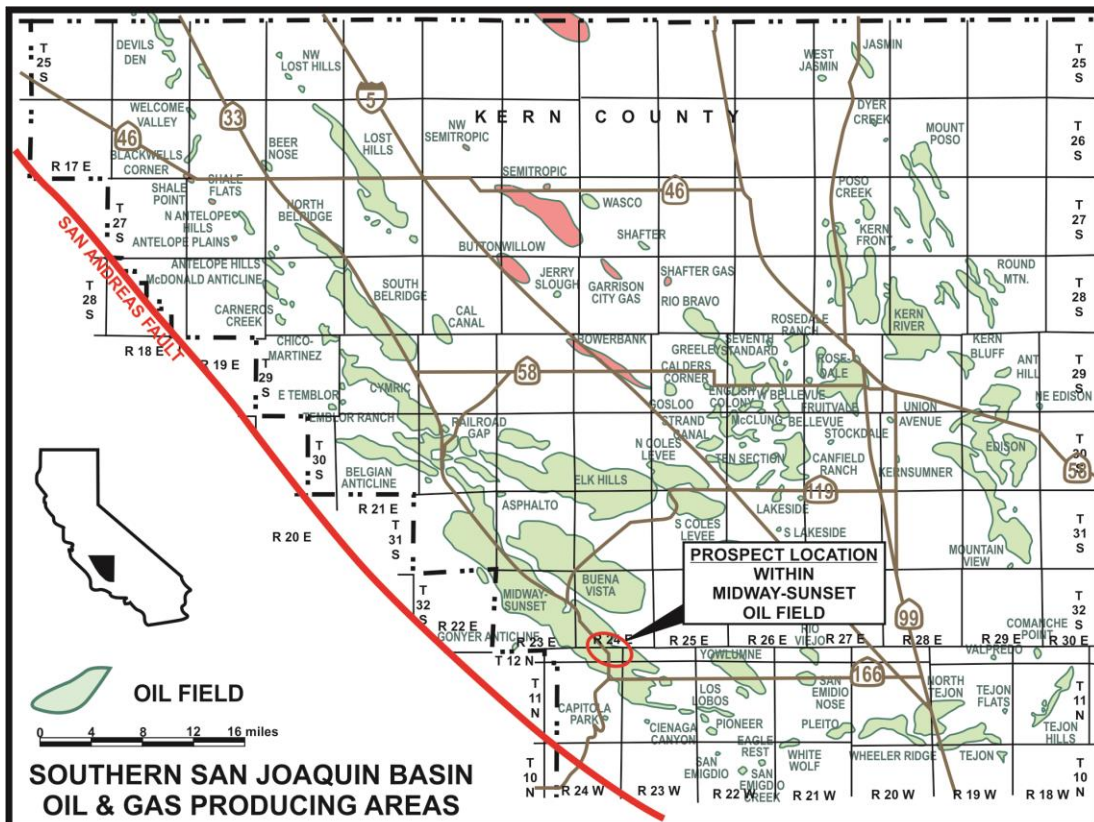 DEVILS
DEN
T
25
S
NW
LOST HILLS
33
5
WEST
JASMIN
JASMIN
T
25
S
KERN COUNTY
WELCOME
VALLEY
46
BLACKWELLS
CORNER
R 17 E
BEER
NOSE
LOST
HILLS
NW
SEMITROPIC
DYER
CREEK
MOUNT
POSO
T
26
S
SHALE
POINT
SHALE
FLATS
SEMITROPIC
46
WASCO
POSO
CREEK
T
27
S
N ANTELOPE
HILLS
ANTELOPE PLAINS
NORTH
BELRIDGE
SHAFTER
KERN
FRONT
T
27
S
SAN ANDREAS FAULT
ANTELOPE HILLS
McDONALD ANTICLINE
BUTTONWILLOW
JERRY
SLOUGH
GARRISON
CITY GAS
SHAFTER GAS
RIO BRAVO
ROUND
MTN.
T
28
S
CARNEROS
CREEK
SOUTH
BELRIDGE
CAL
CANAL
ROSEDALE
RANCH
KERN
RIVER
T
28
S
R 18 E
R 19 E
CHICO-
MARTINEZ
BOWERBANK
GREELEY
SEVENTH
STANDARD
KERN
BLUFF
T
29
S
E TEMBLOR
CYMRIC
58
CALDERS
CORNER
ROSE-
DALE
ANT
HILL
T
29
S
TEMBLOR RANCH
GOSLOO
ENGLISH
COLONY
W BELLEVUE
FRUITVALE
UNION
AVENUE
NE EDISON
RAILROAD
GAP
STRAND
CANAL
McCLUNG
BELLEVUE
STOCKDALE
T
30
S
BELGIAN
ANTICLINE
N COLES
LEVEE
TEN SECTION
CANFIELD
RANCH
KERNSUMNER
EDISON
T
30
S
58
R 21 E
ELK HILLS
119
R 20 E
T
31
S
ASPHALTO
S COLES
LEVEE
LAKESIDE
S LAKESIDE
MOUNTAIN
VIEW
T
31
S
PROSPECT LOCATION
WITHIN
MIDWAY-SUNSET
OIL FIELD
T
32
S
MIDWAY-
SUNSET
BUENA
VISTA
99
T
32
S
R 22 E
GONYER ANTICLINE
R 23 E
R 24 E
R 25 E
R 26 E
RIO
VIEJO
R 27 E
R 28 E
R 29 E
R 30 E
COMANCHE
POINT
VALPREDO
T 12 N
YOWLUMNE
166
T
11
N
CAPITOLA
PARK
LOS
LOBOS
SAN
EMIDIO
NOSE
NORTH
TEJON
TEJON
FLATS
T
11
N
CIENAGA
CANYON
PIONEER
PLEITO
TEJON
HILLS
EAGLE
REST
WHITE
WOLF
WHEELER RIDGE
TEJON
T
10
N
SAN
EMIGDIO
SAN
EMIGDIO
CREEK
T
10
N
R 24 W
R 23 W
R 22 W
R 21 W
R 20 W
R 19 W
R 18 W
OIL FIELD
0 4 8 12 16 miles
SOUTHERN SAN JOAQUIN BASIN
OIL & GAS PRODUCING AREAS